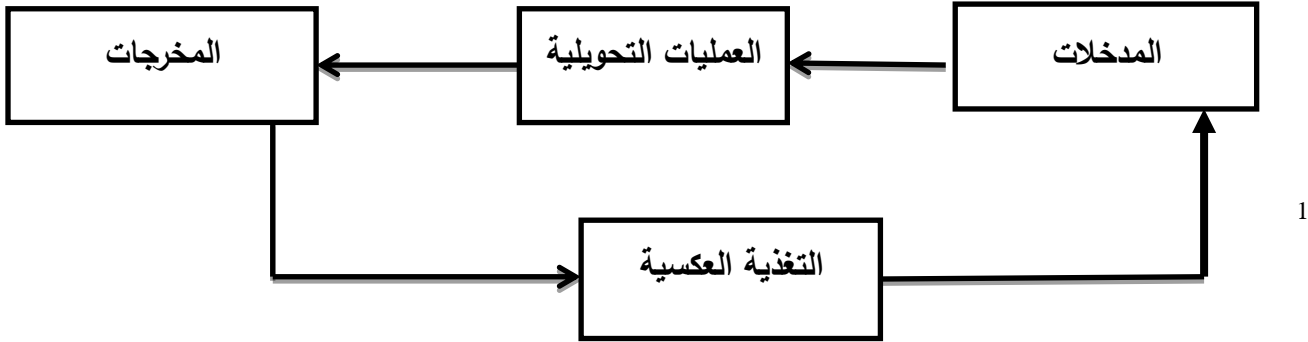 المدخلات
العمليات التحويلية
المخرجات
1
التغذية العكسية